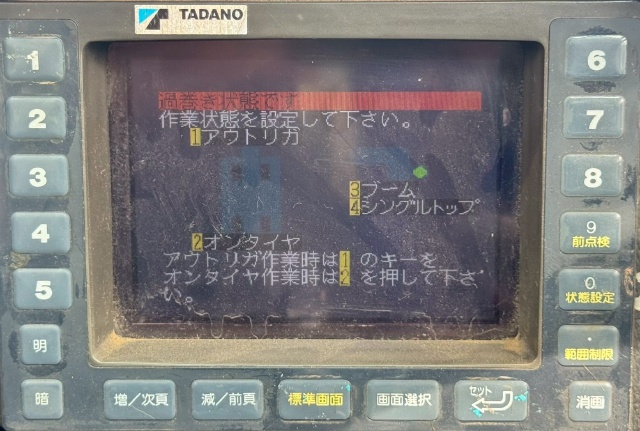 TADANO
1
2
3
4
5
明
暗
過巻き状態です
作業状態を設定して下さい。
1アウトリガ
3ブーム
4シングルトップ
2オンタイヤ
アウトリガ作業時は1のキーを
オンタイヤ作業時は2を押して下さ
い。
6
7
8
9
前点検
0
状態設定
範囲制限
増／次頁
減／前頁
標準画面
画面選択
セット
消画